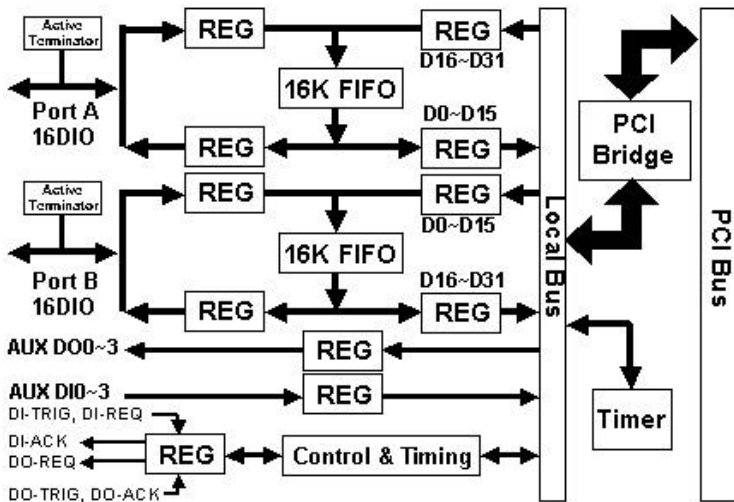 Active
Terminator
REG
REG
D16~D31
Port A
16DIO
16K FIFO
D0~D15
REG
REG
PCI
Bridge
Active
Terminator
REG
REG
D0~D15
Port B
16DIO
16K FIFO
D16~D31
REG
REG
Local Bus
PCI Bus
AUX DO0~3
REG
AUX DI0~3
REG
Timer
DI-TRIG, DI-REQ
DI-ACK
DO-REQ
REG
Control & Timing
DO-TRIG, DO-ACK